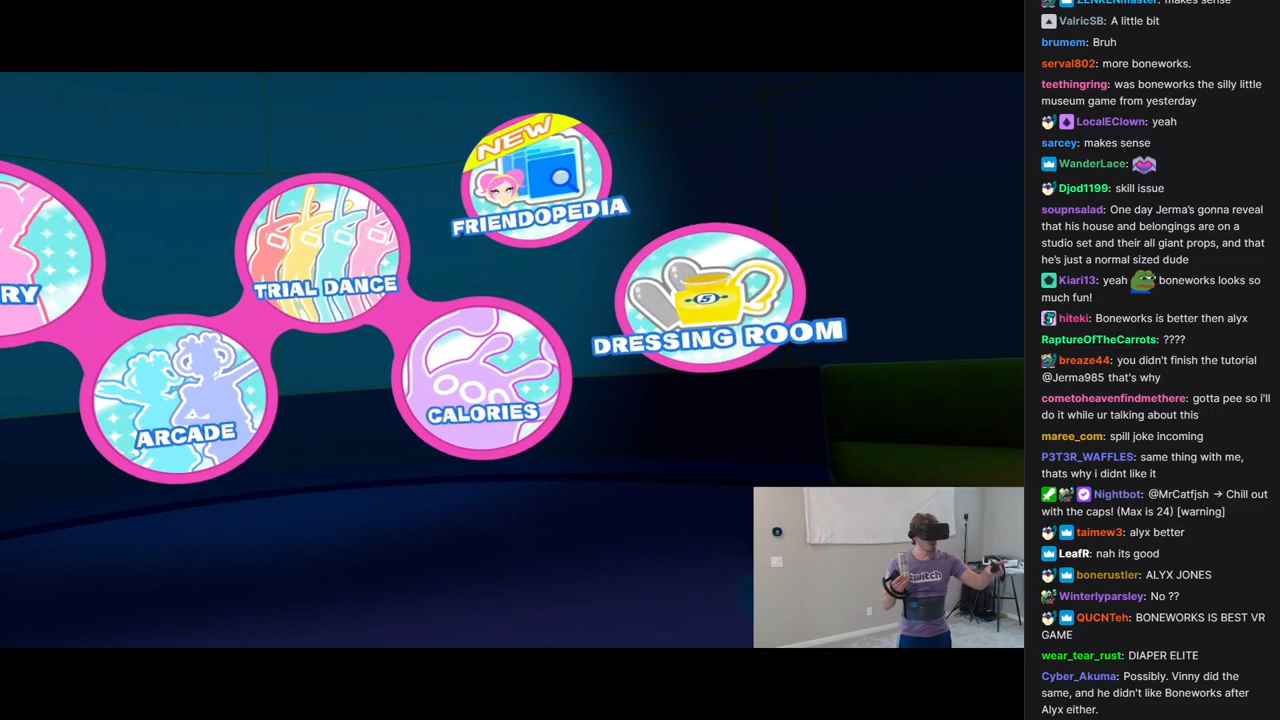 NEW
FRIENDOPEDIA
RY
TRIAL DANCE
5
DRESSING ROOM
ARCADE
CALORIES
twitch
ZENKENmaster: makes sense
ValricSB: A little bit
brumem: Bruh
serval802: more boneworks.
teethingring: was boneworks the silly little
museum game from yesterday
LocalEClown: yeah
sarcey: makes sense
WanderLace:
Djod1199: skill issue
soupnsalad: One day Jerma's gonna reveal
that his house and belongings are on a
studio set and their all giant props, and that
he's just a normal sized dude
Kiari13: yeah boneworks looks so
much fun!
hiteki: Boneworks is better then alyx
RaptureOfTheCarrots: ????
breaze44: you didn't finish the tutorial
@Jerma985 that's why
cometoheavenfindmethere: gotta pee so i'll
do it while ur talking about this
maree_com: spill joke incoming
P3T3R_WAFFLES: same thing with me,
thats why i didnt like it
Nightbot: @MrCatfjsh → Chill out
with the caps! (Max is 24) [warning]
taimew3: alyx better
LeafR: nah its good
bonerustler: ALYX JONES
Winterlyparsley: No ??
QUCNTeh: BONEWORKS IS BEST VR
GAME
wear_tear_rust: DIAPER ELITE
Cyber_Akuma: Possibly. Vinny did the
same, and he didn't like Boneworks after
Alyx either.